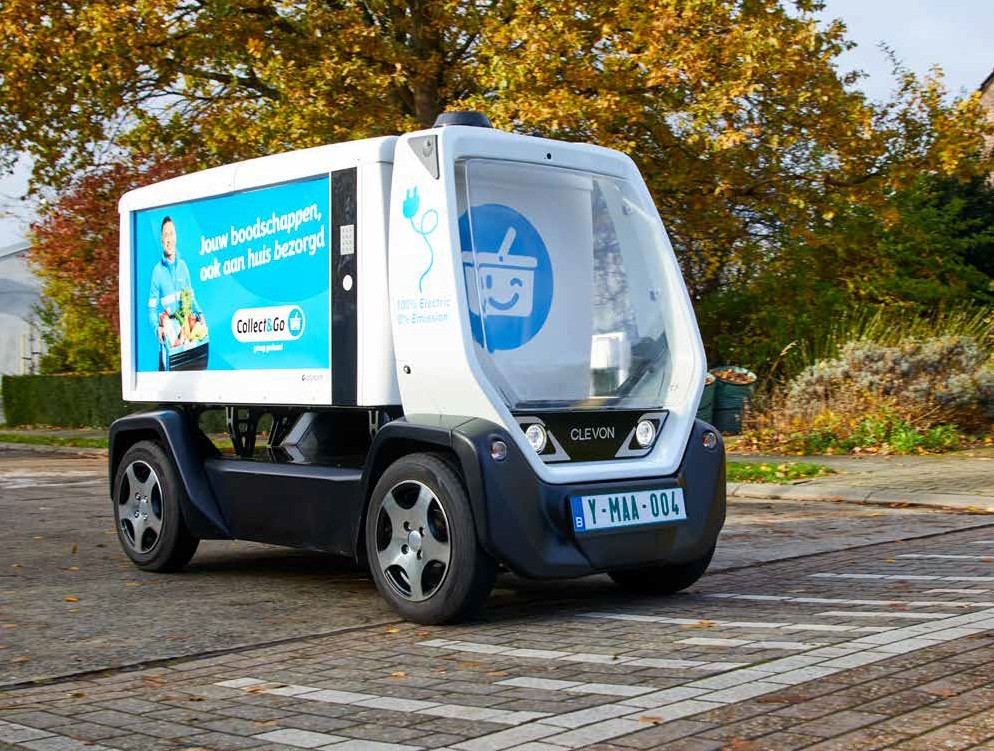 Jouw boodschappen,
ook aan huis bezorgd
Collect&Go
100% Electric
0% Emission
CLEVON
B
Y-MAA-004